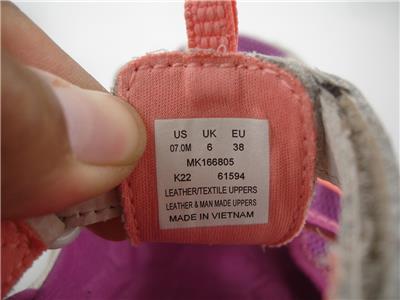 US UK EU
07.0M 6 38
MK166805
K22 61594
LEATHER/TEXTILE UPPERS
LEATHER & MAN MADE UPPERS
MADE IN VIETNAM